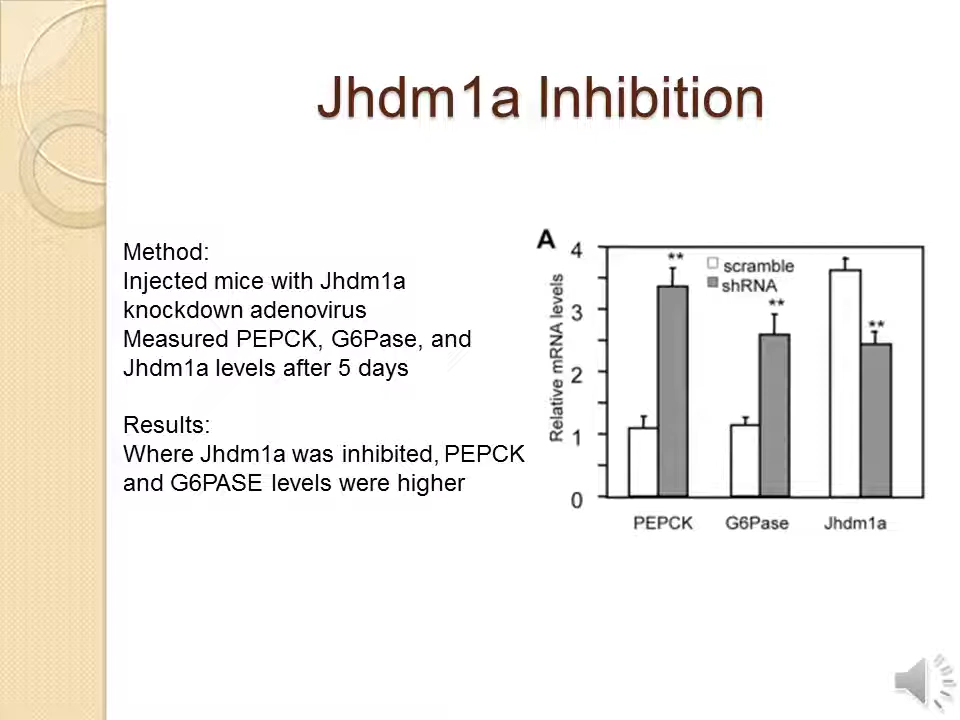 Jhdm1a Inhibition
Method:
Injected mice with Jhdm1a
knockdown adenovirus
Measured PEPCK, G6Pase, and
Jhdm1a levels after 5 days
Results:
Where Jhdm1a was inhibited, PEPCK
and G6PASE levels were higher
A
Relative mRNA levels
4
3
2
1
0
scramble
shRNA
**
**
**
PEPCK
G6Pase
Jhdm1a